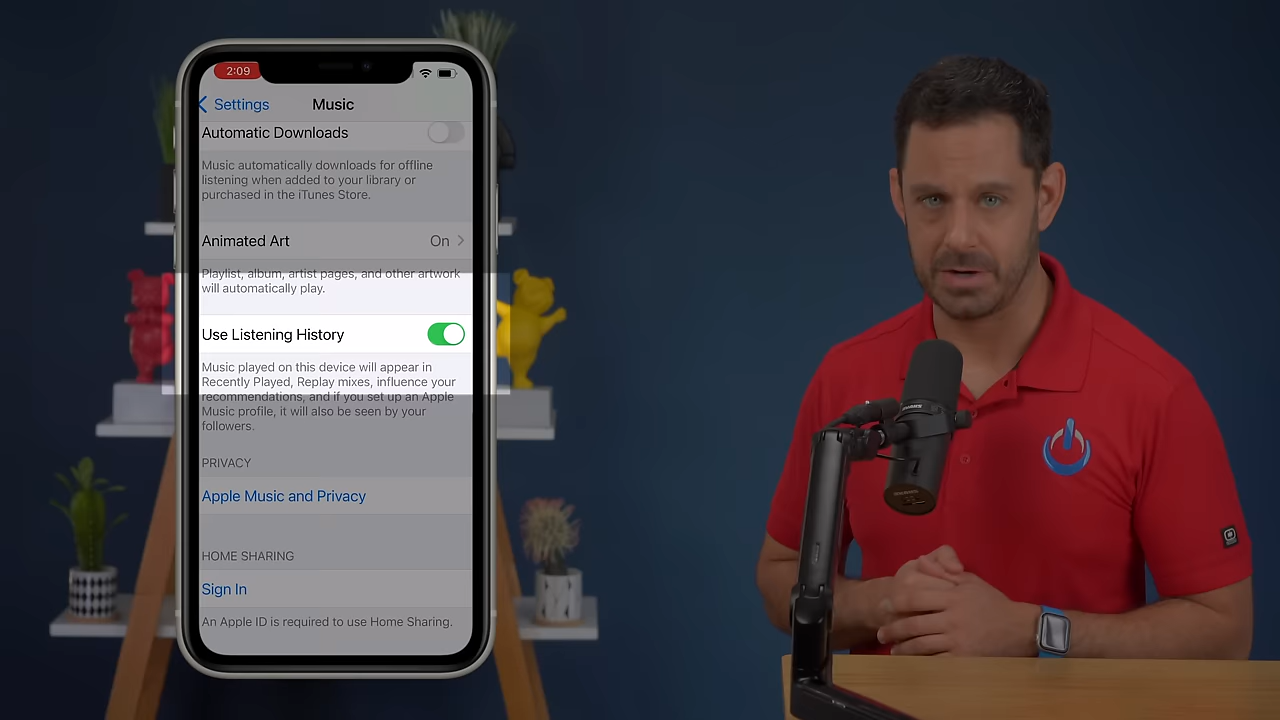 2:09
Settings
Music
Automatic Downloads
Music automatically downloads for offline
listening when added to your library or
purchased in the iTunes Store.
Animated Art
On
Playlist, album, artist pages, and other artwork
will automatically play.
Use Listening History
Music played on this device will appear in
Recently Played, Replay mixes, influence your
recommendations, and if you set up an Apple
Music profile, it will also be seen by your
followers.
PRIVACY
Apple Music and Privacy
HOME SHARING
Sign In
An Apple ID is required to use Home Sharing.